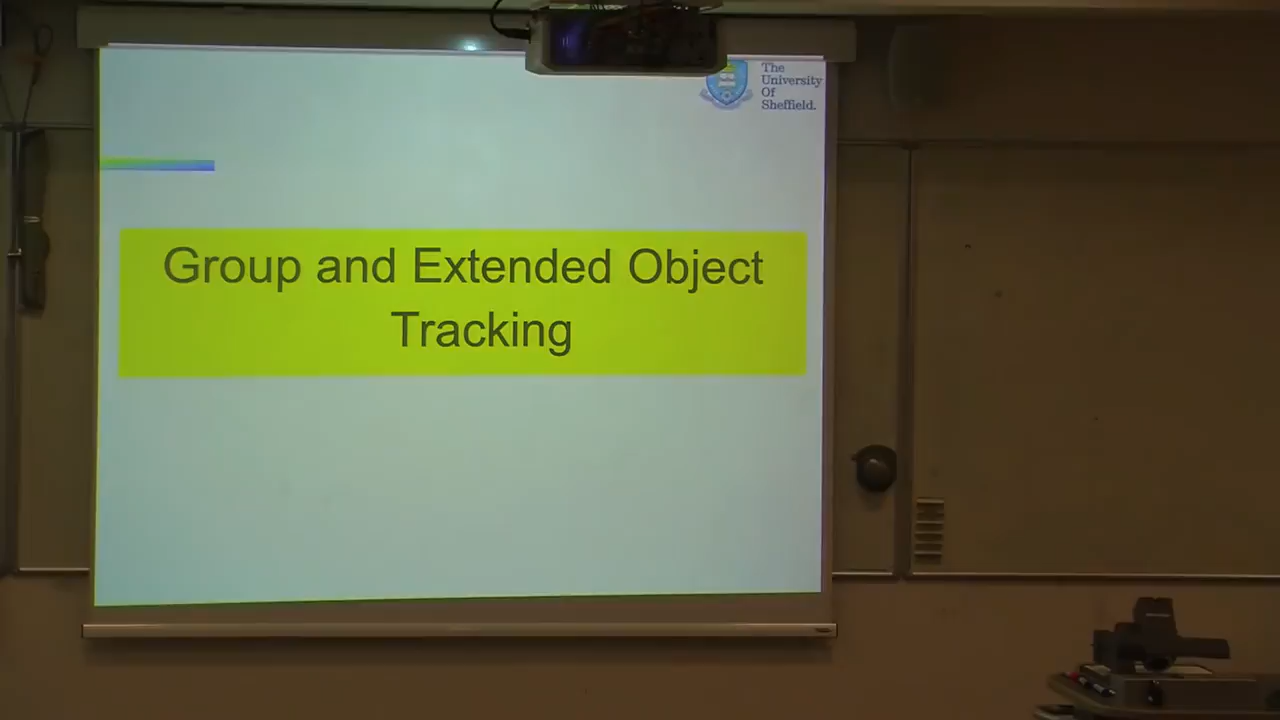 The
University
Of
Sheffield.
Group and Extended Object
Tracking